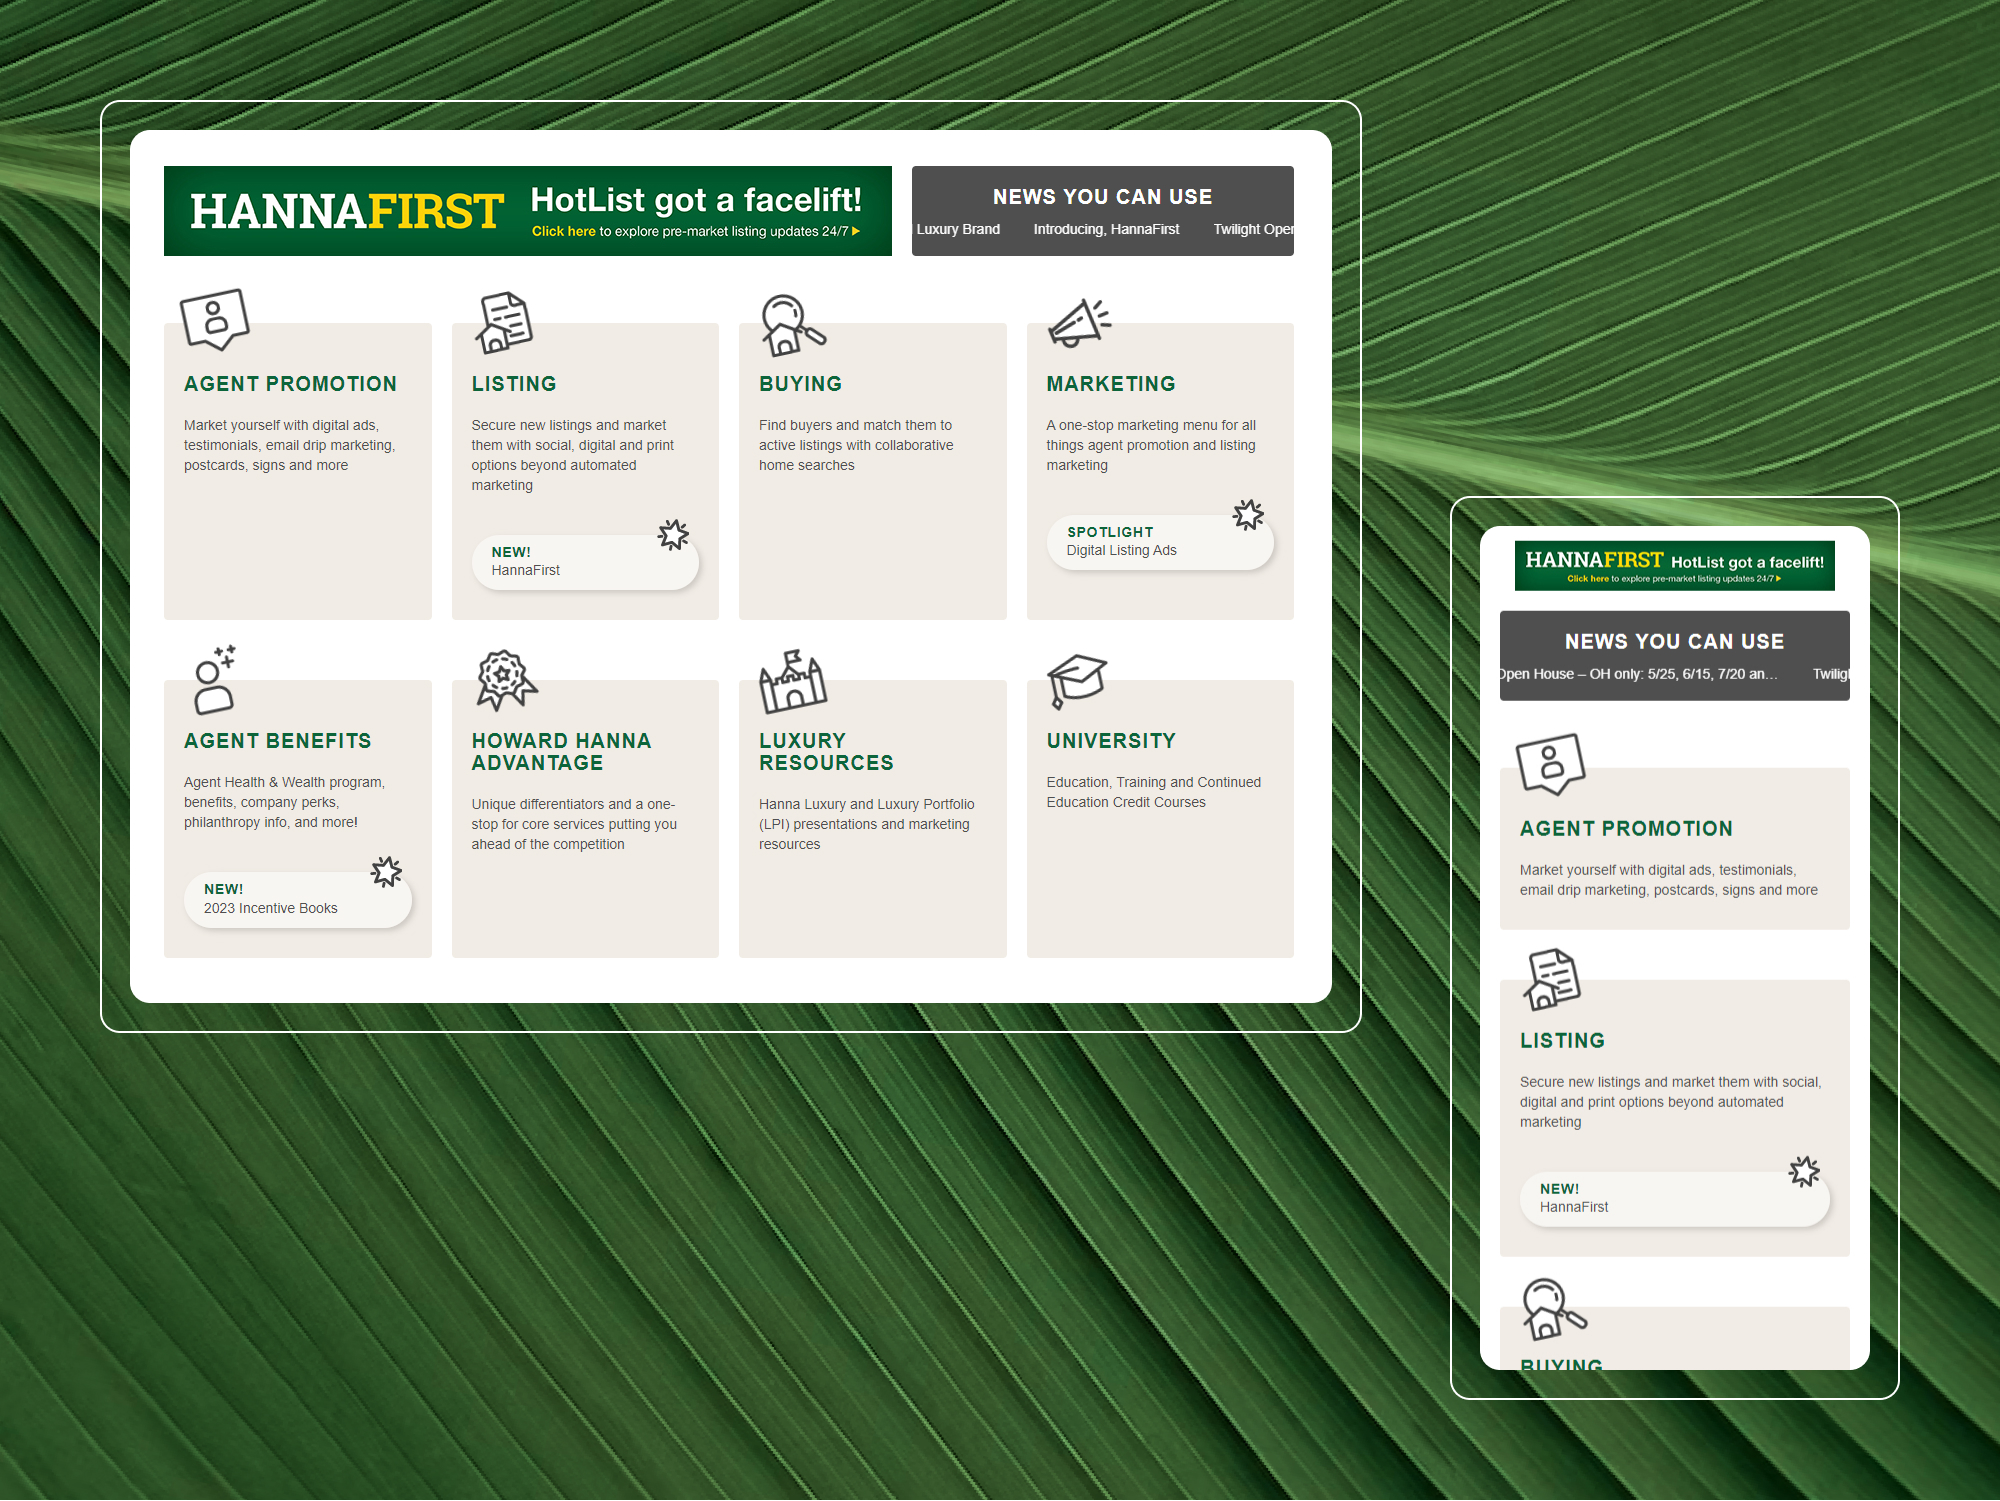 HANNAFIRST
HotList got a facelift!
Click here to explore pre-market listing updates 24/7
NEWS YOU CAN USE
Luxury Brand Introducing, HannaFirst Twilight Open
AGENT PROMOTION
Market yourself with digital ads,
testimonials, email drip marketing,
postcards, signs and more
LISTING
Secure new listings and market
them with social, digital and print
options beyond automated
marketing
NEW!
HannaFirst
BUYING
Find buyers and match them to
active listings with collaborative
home searches
MARKETING
A one-stop marketing menu for all
things agent promotion and listing
marketing
SPOTLIGHT
Digital Listing Ads
AGENT BENEFITS
Agent Health & Wealth program,
benefits, company perks,
philanthropy info, and more!
NEW!
2023 Incentive Books
HOWARD HANNA
ADVANTAGE
Unique differentiators and a one-
stop for core services putting you
ahead of the competition
LUXURY
RESOURCES
Hanna Luxury and Luxury Portfolio
(LPI) presentations and marketing
resources
UNIVERSITY
Education, Training and Continued
Education Credit Courses
HANNAFIRST HotList got a facelift!
Click here to explore pre-market listing updates 24/7
NEWS YOU CAN USE
Open House – OH only: 5/25, 6/15, 7/20 an... Twiligh
AGENT PROMOTION
Market yourself with digital ads, testimonials,
email drip marketing, postcards, signs and more
LISTING
Secure new listings and market them with social,
digital and print options beyond automated
marketing
NEW!
HannaFirst
BUYING